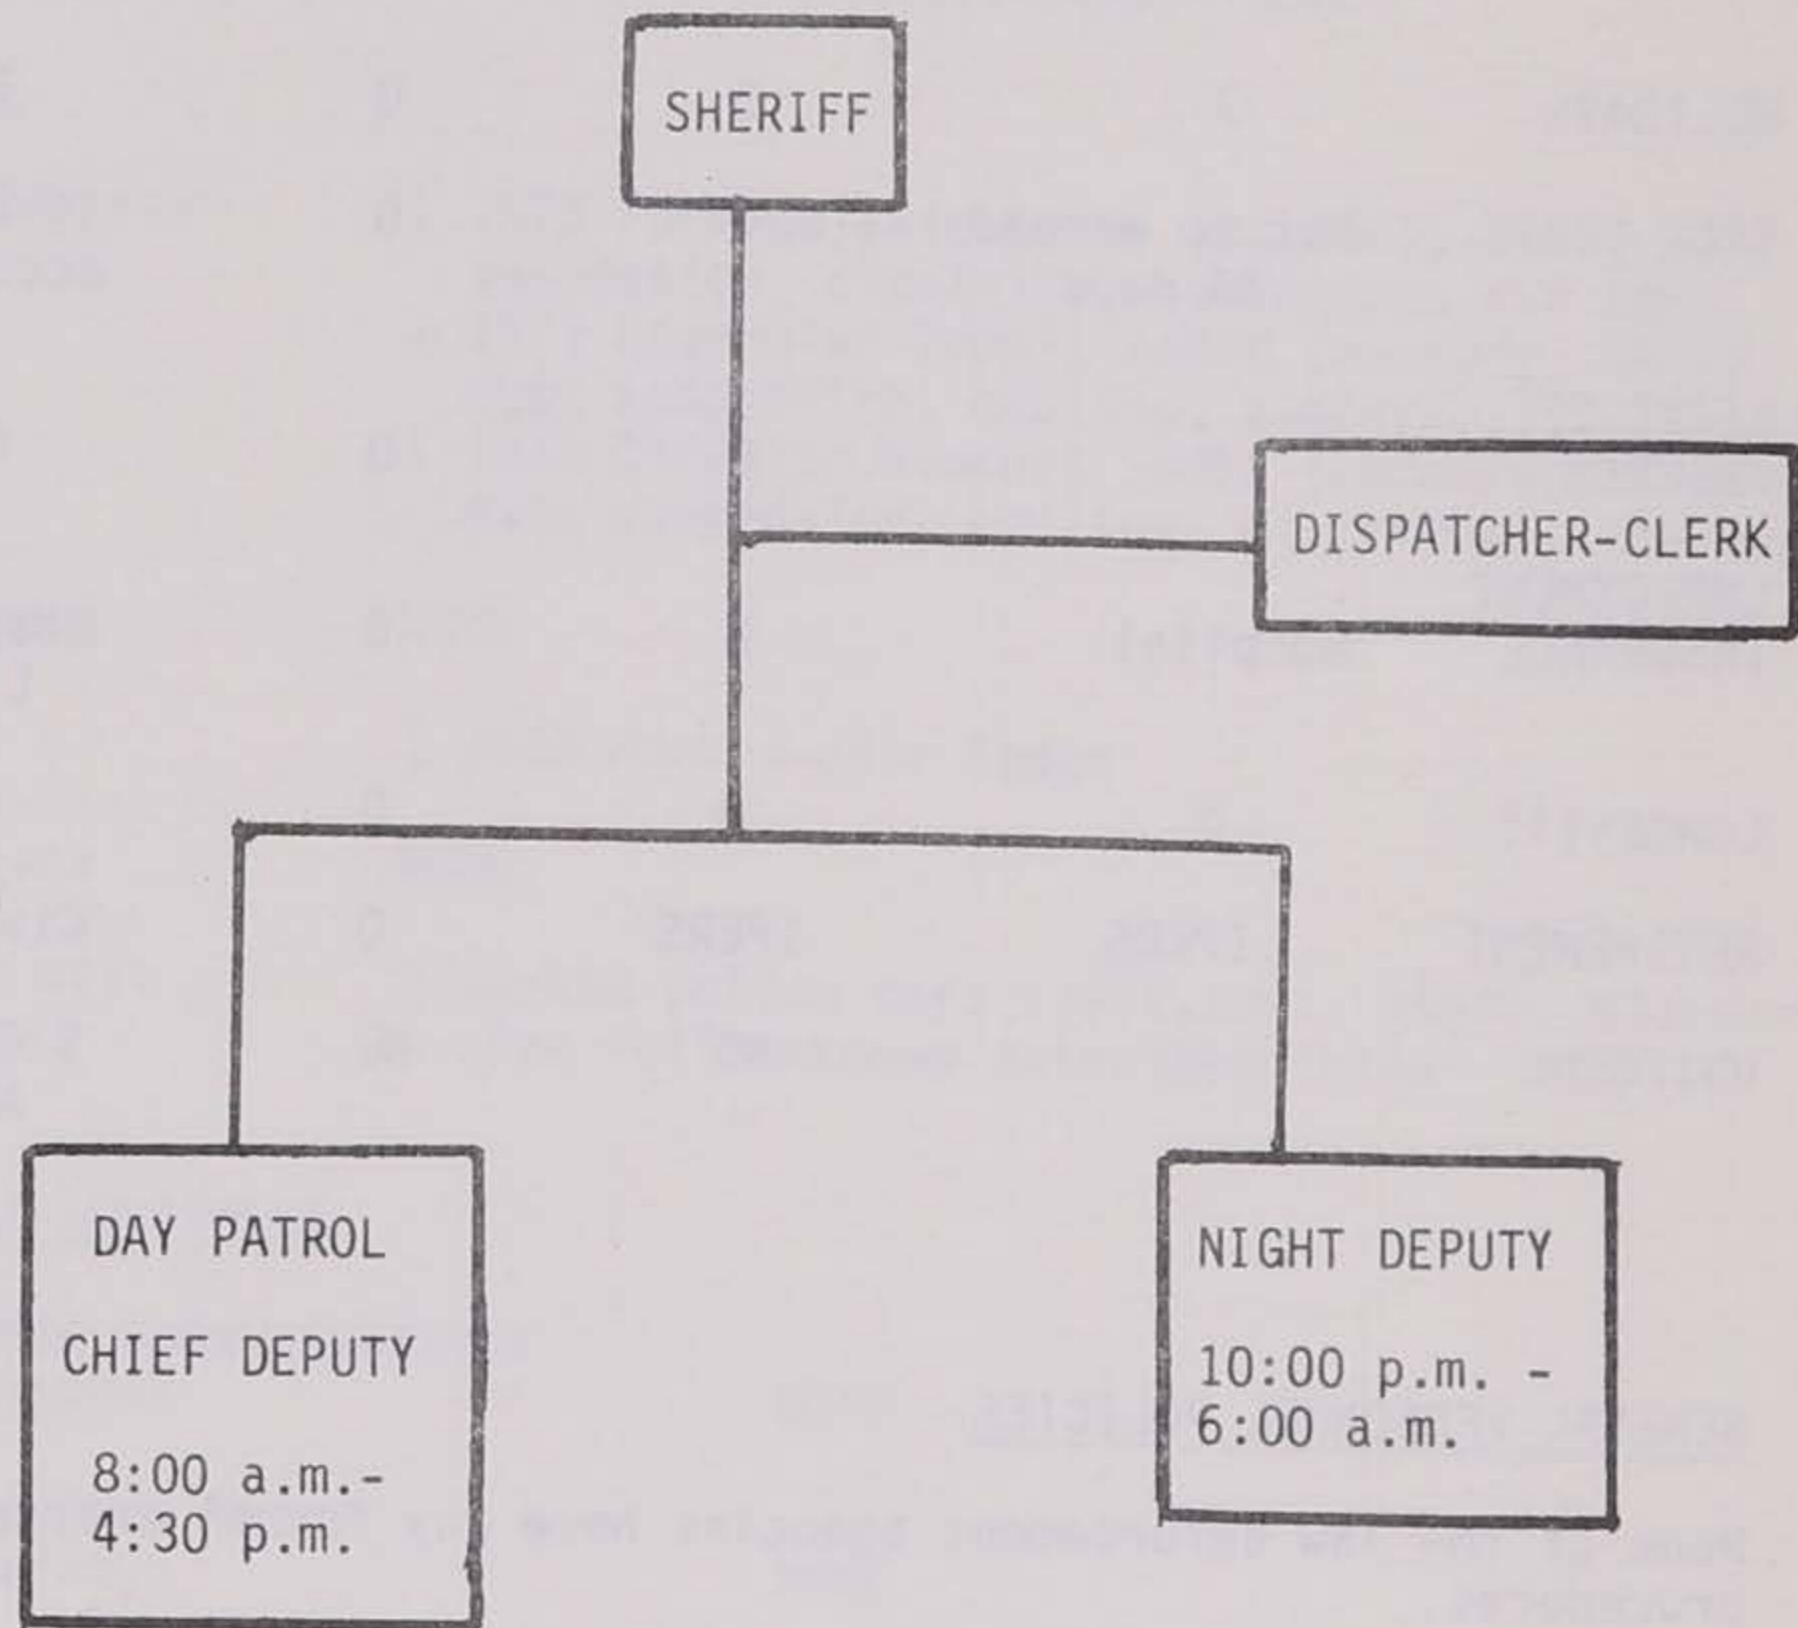 SHERIFF
DISPATCHER-CLERK
DAY PATROL
CHIEF DEPUTY
8:00 a.m.-
4:30 p.m.
NIGHT DEPUTY
10:00 p.m. -
6:00 a.m.